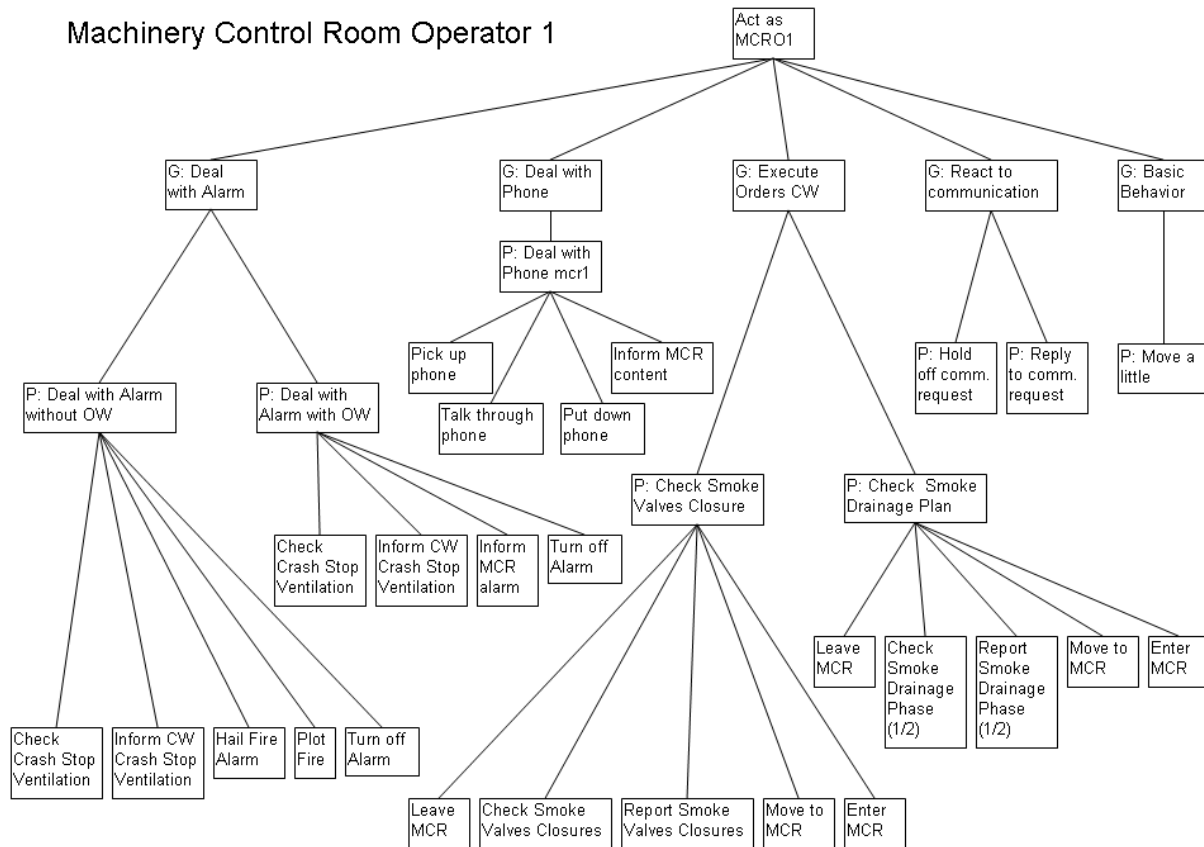 Machinery Control Room Operator 1
Act as
MCRO1
G: Deal
with Alarm
G: Deal with
Phone
G: Execute
Orders CW
G: React to
communication
G: Basic
Behavior
P: Deal with
Phone mcr1
Pick up
phone
Inform MCR
content
Talk through
phone
Put down
phone
P: Hold
off comm.
request
P: Reply
to comm.
request
P: Move a
little
P: Deal with Alarm
without OW
P: Deal with
Alarm with OW
P: Check Smoke
Valves Closure
P: Check Smoke
Drainage Plan
Check
Crash Stop
Ventilation
Inform CW
Crash Stop
Ventilation
Inform
MCR
alarm
Turn off
Alarm
Leave
MCR
Check
Smoke
Drainage
Phase
(1/2)
Report
Smoke
Drainage
Phase
(1/2)
Move to
MCR
Enter
MCR
Check
Crash Stop
Ventilation
Inform CW
Crash Stop
Ventilation
Hail Fire
Alarm
Plot
Fire
Turn off
Alarm
Leave
MCR
Check Smoke
Valves Closures
Report Smoke
Valves Closures
Move to
MCR
Enter
MCR